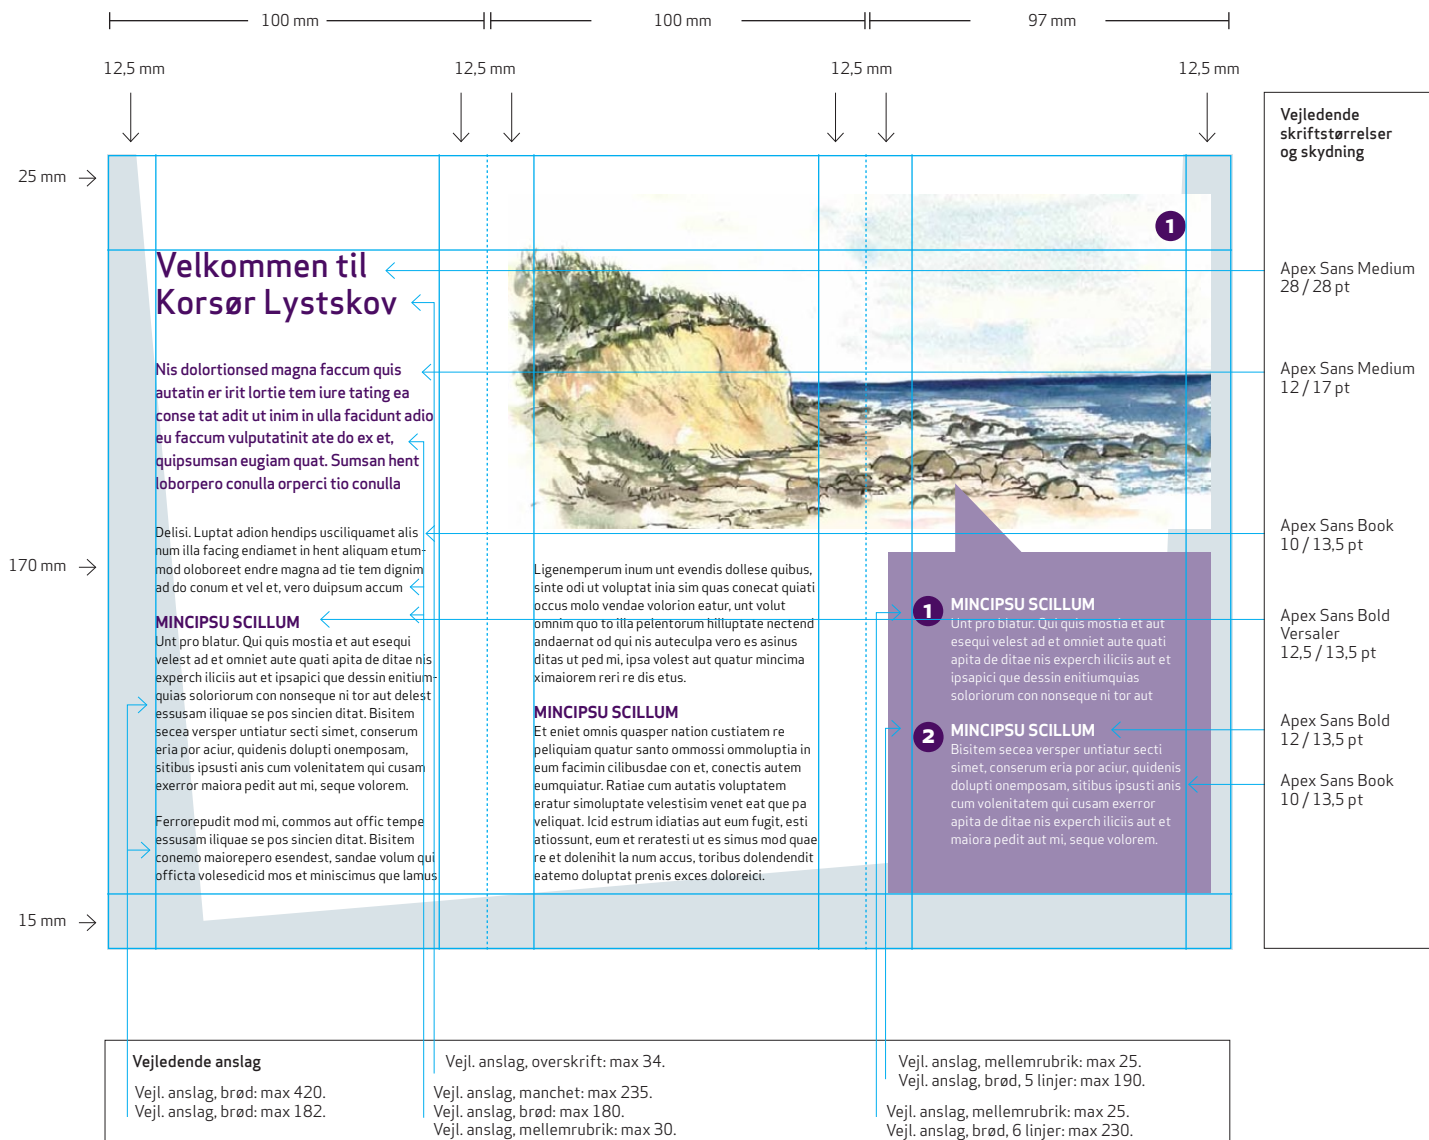 100 mm
100 mm
97 mm
12,5 mm
12,5 mm
12,5 mm
12,5 mm
25 mm
170 mm
15 mm
Velkommen til
Korsør Lystskov
Nis dolortionsed magna faccum quis
autatin er irit lortie tem iure tating ea
conse tat adit ut inim in ulla facidunt adio
eu faccum vulputatinit ate do ex et,
quipsumsan eugiam quat. Sumsan hent
loborpero conulla orperci tio conulla
Delisi. Luptat adion hendips usciliquamet alis
num illa facing endiamet in hent aliquam etum-
mod oloboreet endre magna ad tie tem dignim
ad do conum et vel et, vero duipsum accum
MINCIPSU SCILLUM
Unt pro blatur. Qui quis mostia et aut esequi
velest ad et omniet aute quati apita de ditae nis
experch iliciis aut et ipsapici que dessin enitium-
quias soloriorum con nonseque ni tor aut delest
essusam iliquae se pos sincien ditat. Bisitem
secea versper untiatur secti simet, conserum
eria por aciur, quidenis dolupti onemposam,
sitibus ipsusti anis cum volenitatem qui cusam
exerror maiora pedit aut mi, seque volorem.
Ferrorepudit mod mi, commos aut offic tempe
essusam iliquae se pos sincien ditat. Bisitem
conemo maiorepero esendest, sandae volum qui
officta volesedicid mos et miniscimus que lamus
Ligenemperum inum unt evendis dollese quibus,
sinte odi ut voluptat inia sim quas conecat quiati
occus molo vendae volorion eatur, unt volut
omnim quo to illa pelentorum hilluptate nectend
andaernat od qui nis auteculpa vero es asinus
ditas ut ped mi, ipsa volest aut quatur mincima
ximaiorem reri re dis etus.
MINCIPSU SCILLUM
Et eniet omnis quasper nation custiatem re
peliquiam quatur santo ommossi ommoluptia in
eum facimin cilibusdae con et, conectis autem
eumquiatur. Ratiae cum autatis voluptatem
eratur simoluptate velestisim venet eat que pa
veliquat. Icid estrum idiatias aut eum fugit, esti
atiossunt, eum et reratesti ut es simus mod quae
re et dolenihit la num accus, toribus dolendendit
eatemo doluptat prenis exces doloreici.
1
1 MINCIPSU SCILLUM
Unt pro blatur. Qui quis mostia et aut
esequi velest ad et omniet aute quati
apita de ditae nis experch iliciis aut et
ipsapici que dessin enitiumquias
soloriorum con nonseque ni tor aut
2 MINCIPSU SCILLUM
Bisitem secea versper untiatur secti
simet, conserum eria por aciur, quidenis
dolupti onemposam, sitibus ipsusti anis
cum volenitatem qui cusam exerror
apita de ditae nis experch iliciis aut et
maiora pedit aut mi, seque volorem.
Vejledende
skriftstørrelser
og skydning
Apex Sans Medium
28 / 28 pt
Apex Sans Medium
12 / 17 pt
Apex Sans Book
10 / 13,5 pt
Apex Sans Bold
Versaler
12,5 / 13,5 pt
Apex Sans Bold
12 / 13,5 pt
Apex Sans Book
10 / 13,5 pt
Vejledende anslag
Vejl. anslag, brød: max 420.
Vejl. anslag, brød: max 182.
Vejl. anslag, overskrift: max 34.
Vejl. anslag, manchet: max 235.
Vejl. anslag, brød: max 180.
Vejl. anslag, mellemrubrik: max 30.
Vejl. anslag, mellemrubrik: max 25.
Vejl. anslag, brød, 5 linjer: max 190.
Vejl. anslag, mellemrubrik: max 25.
Vejl. anslag, brød, 6 linjer: max 230.